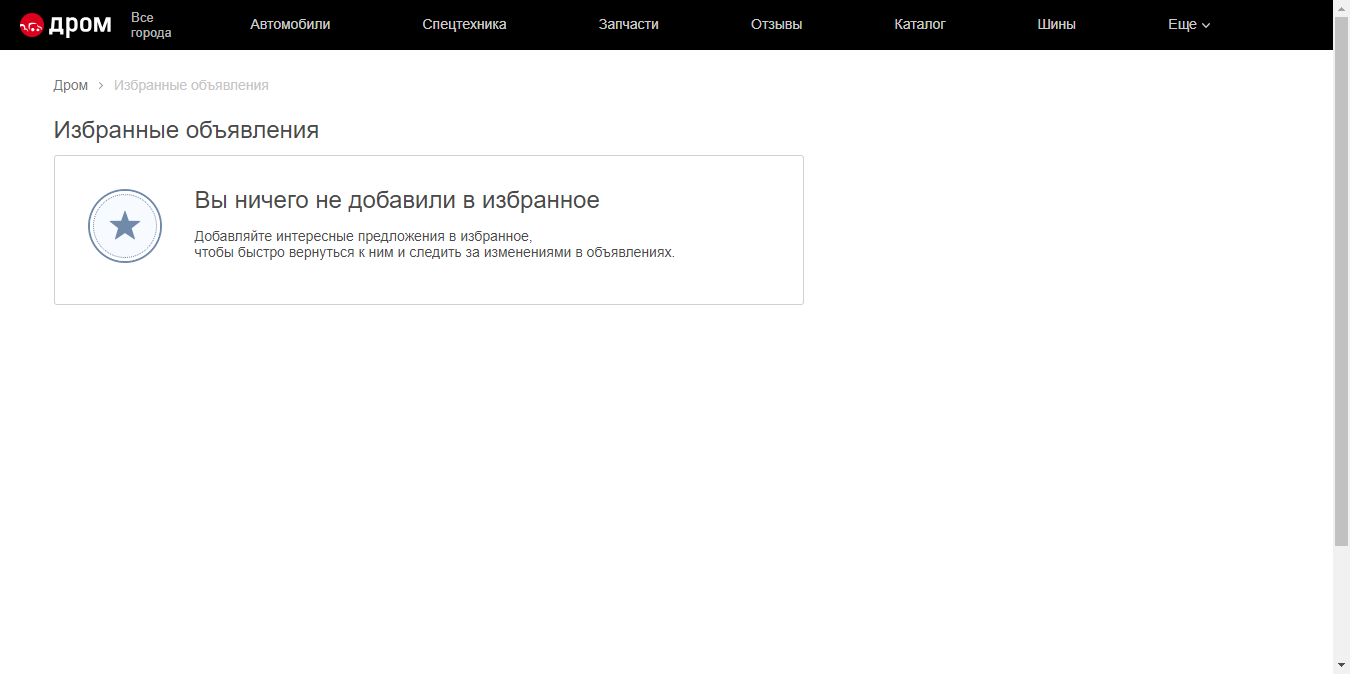 дром
Все
города
Автомобили
Спецтехника
Запчасти
Отзывы
Каталог
Шины
Еще
Дром > Избранные объявления
Избранные объявления
Вы ничего не добавили в избранное
Добавляйте интересные предложения в избранное,
чтобы быстро вернуться к ним и следить за изменениями в объявлениях.